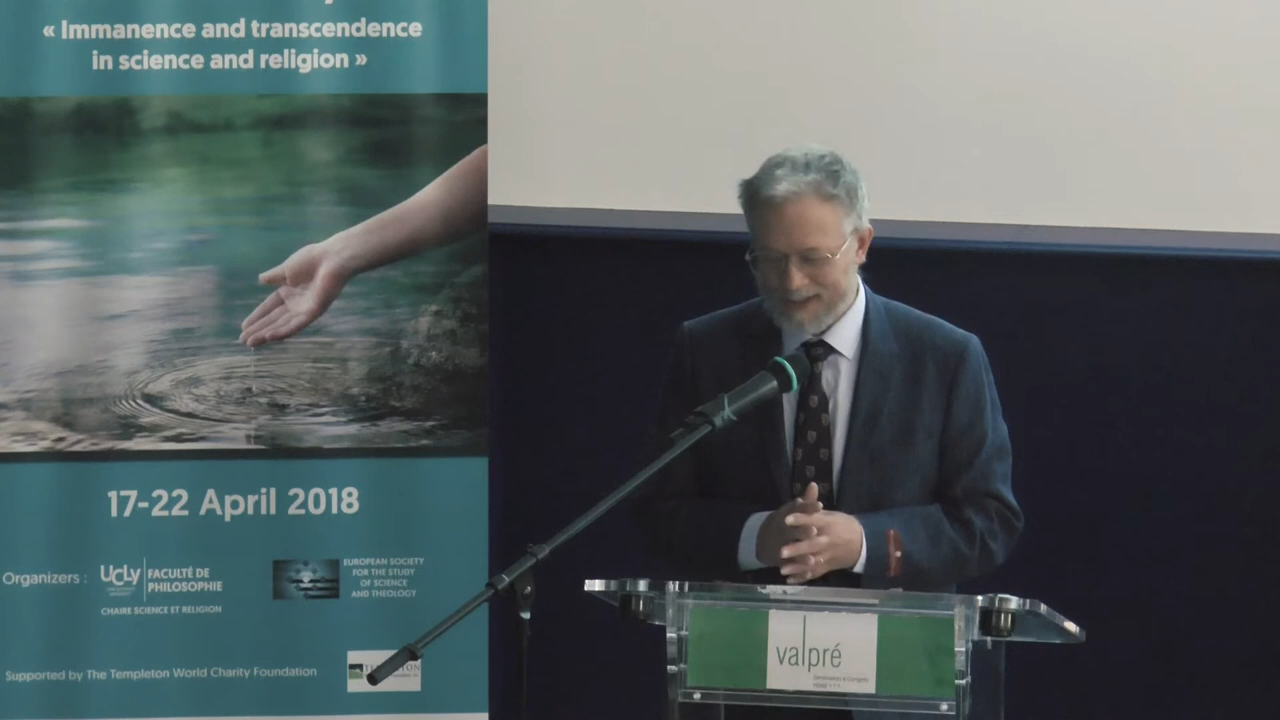 « Immanence and transcendence
in science and religion »
17-22 April 2018
Organizers :
UCLy
FACULTÉ DE
PHILOSOPHIE
CHAIRE SCIENCE ET RELIGION
EUROPEAN SOCIETY
FOR THE STUDY
OF SCIENCE
AND THEOLOGY
Supported by The Templeton World Charity Foundation
valpré